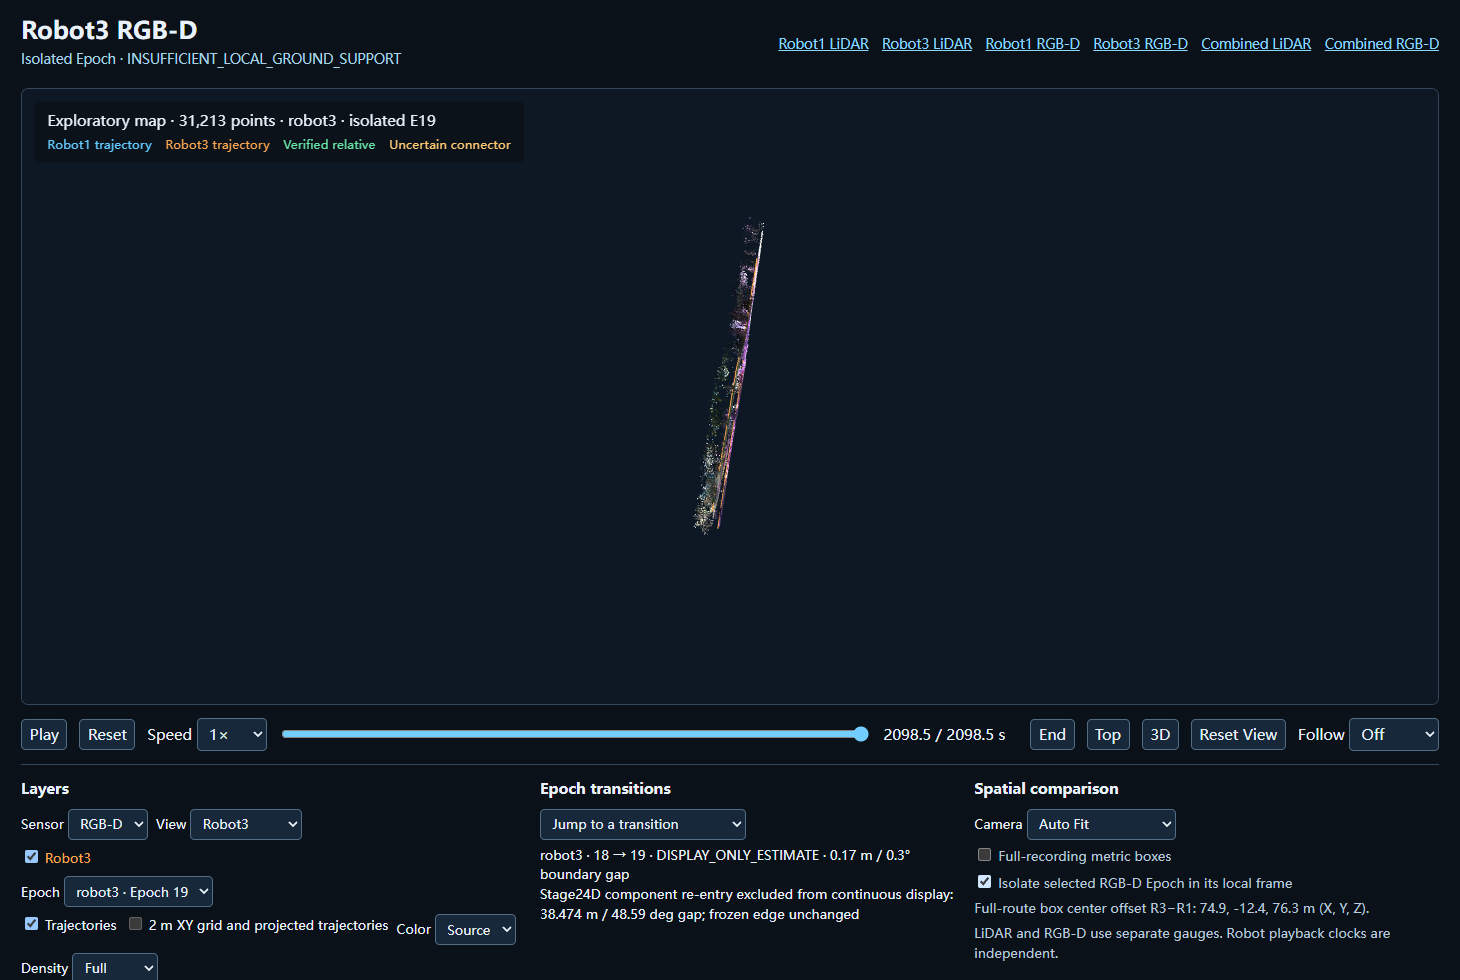 Robot3 RGB-D
Isolated Epoch · INSUFFICIENT_LOCAL_GROUND_SUPPORT
Robot1 LiDAR Robot3 LiDAR Robot1 RGB-D Robot3 RGB-D Combined LiDAR Combined RGB-D
Exploratory map · 31,213 points · robot3 · isolated E19
Robot1 trajectory Robot3 trajectory Verified relative Uncertain connector
Play Reset Speed 1× 2098.5 / 2098.5 s End Top 3D Reset View Follow Off
Layers
Sensor RGB-D View Robot3
Robot3
Epoch robot3 · Epoch 19
Trajectories 2 m XY grid and projected trajectories Color Source
Density Full
Epoch transitions
Jump to a transition
robot3 · 18 → 19 · DISPLAY_ONLY_ESTIMATE · 0.17 m / 0.3°
boundary gap
Stage24D component re-entry excluded from continuous display:
38.474 m / 48.59 deg gap; frozen edge unchanged
Spatial comparison
Camera Auto Fit
Full-recording metric boxes
Isolate selected RGB-D Epoch in its local frame
Full-route box center offset R3−R1: 74.9, -12.4, 76.3 m (X, Y, Z).
LiDAR and RGB-D use separate gauges. Robot playback clocks are
independent.